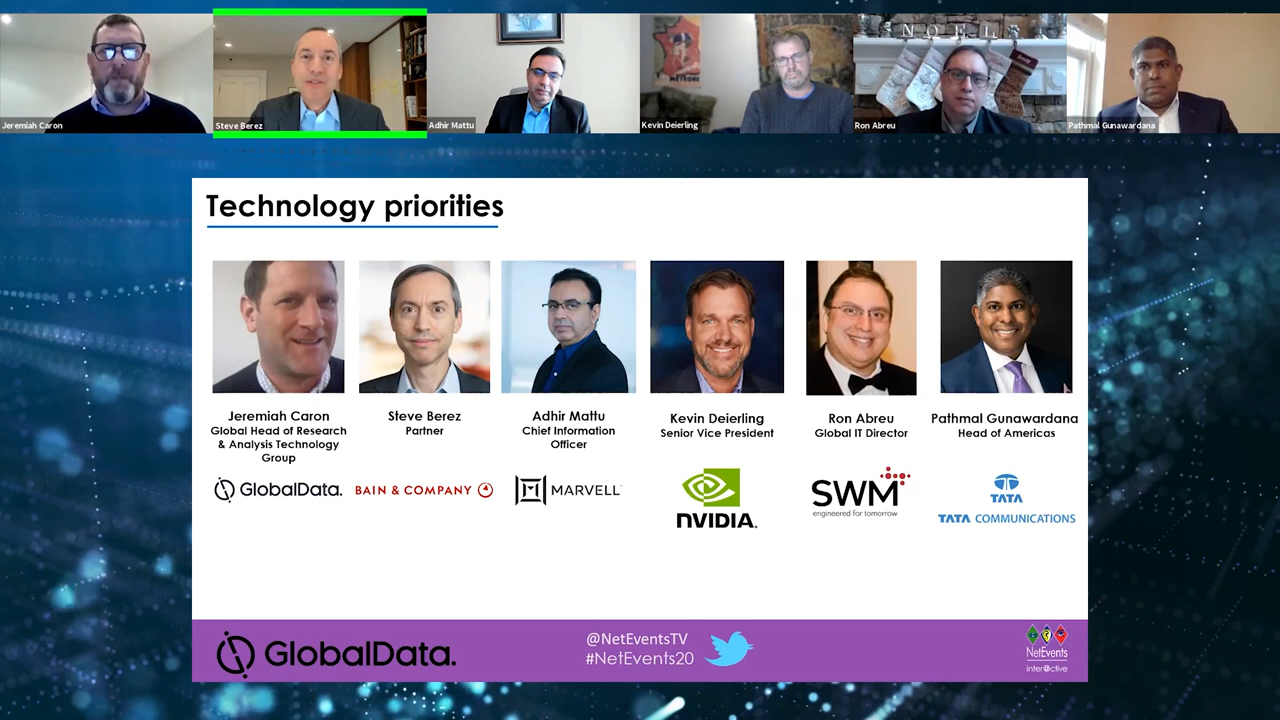 NOEL
Jeremiah Caron
Steve Berez
Adhir Mattu
Kevin Deierling
Ron Abreu
Pathmal Gunawardana
Technology priorities
Jeremiah Caron
Global Head of Research
& Analysis Technology
Group
Steve Berez
Partner
Adhir Mattu
Chief Information
Officer
Kevin Deierling
Senior Vice President
Ron Abreu
Global IT Director
Pathmal Gunawardana
Head of Americas
GlobalData.
BAIN & COMPANY
MARVELL
NVIDIA.
SWM
engineered for tomorrow
TATA
TATA COMMUNICATIONS
GlobalData.
@NetEventsTV
#NetEvents20
NetEvents
inter@ctive